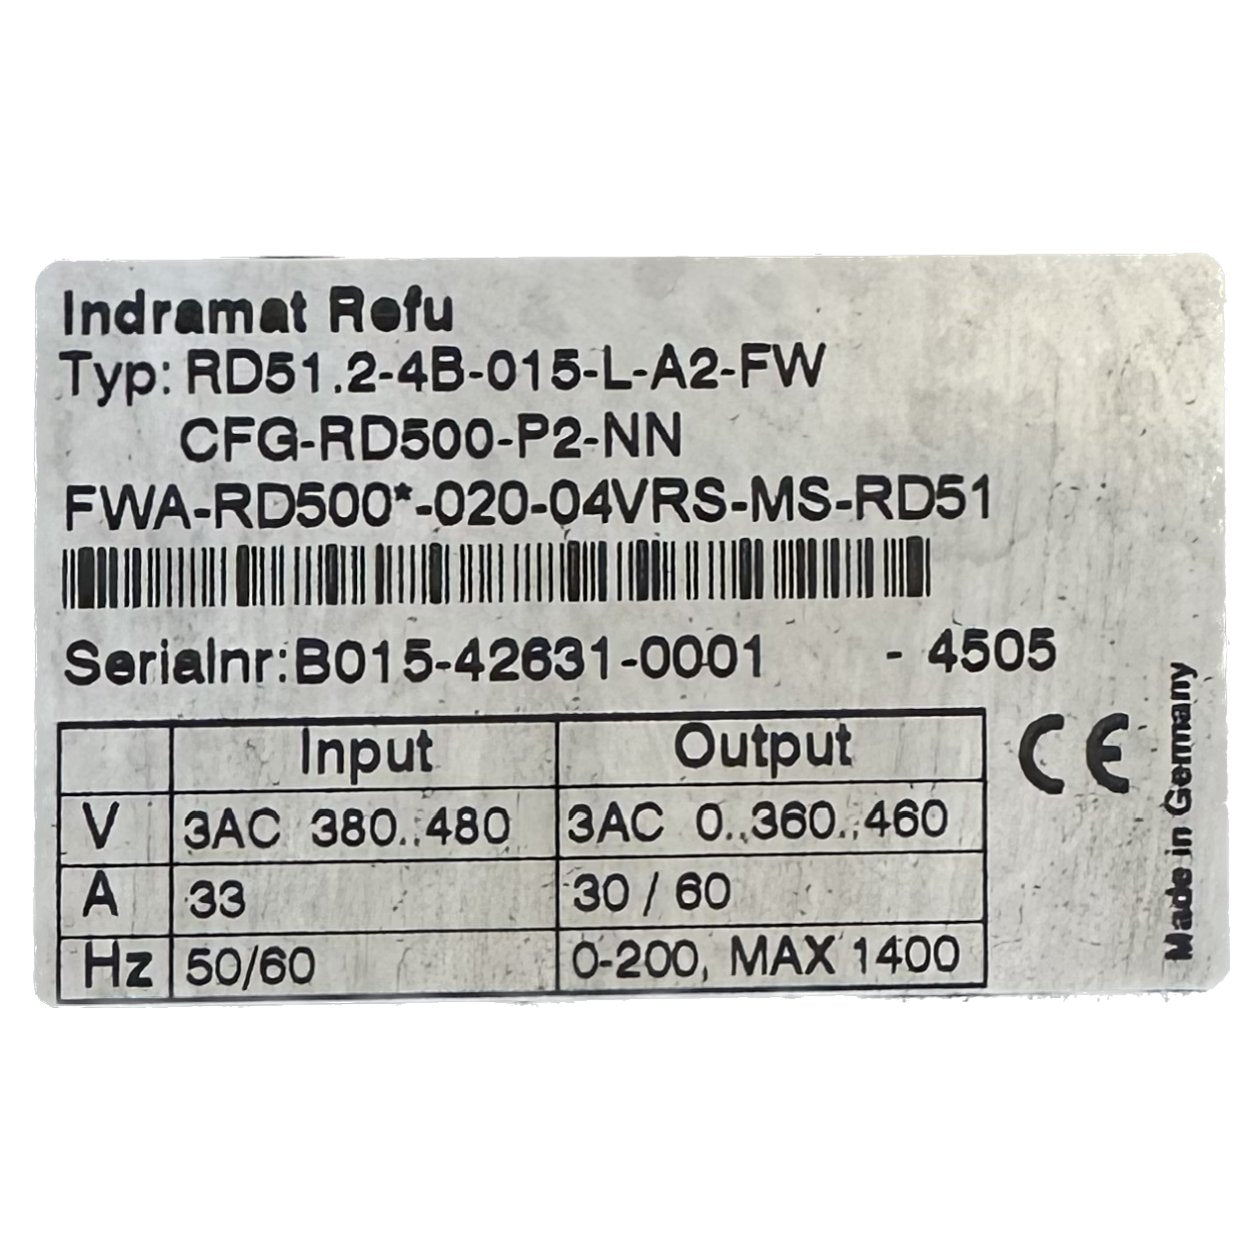 Indramat Refu
Typ: RD51.2-4B-015-L-A2-FW
CFG-RD500-P2-NN
FWA-RD500*-020-04VRS-MS-RD51
Serialnr: B015-42631-0001 - 4505
Input Output
V 3AC 380..480 3AC 0..360..460
A 33 30 / 60
Hz 50/60 0-200, MAX 1400
CE
Made in Germany